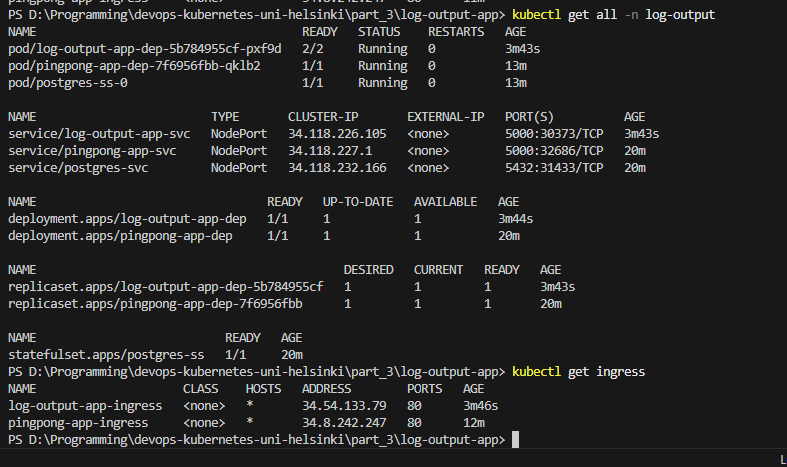 pingpong-app-ingress   <none>   *       34.8.242.247   80      11m
PS D:\Programming\devops-kubernetes-uni-helsinki\part_3\log-output-app> kubectl get all -n log-output
NAME                                      READY   STATUS    RESTARTS   AGE
pod/log-output-app-dep-5b784955cf-pxf9d   2/2     Running   0          3m43s
pod/pingpong-app-dep-7f6956fbb-qklb2      1/1     Running   0          13m
pod/postgres-ss-0                         1/1     Running   0          13m
NAME                         TYPE       CLUSTER-IP       EXTERNAL-IP   PORT(S)          AGE
service/log-output-app-svc   NodePort   34.118.226.105   <none>        5000:30373/TCP   3m43s
service/pingpong-app-svc     NodePort   34.118.227.1     <none>        5000:32686/TCP   20m
service/postgres-svc         NodePort   34.118.232.166   <none>        5432:31433/TCP   20m
NAME                                 READY   UP-TO-DATE   AVAILABLE   AGE
deployment.apps/log-output-app-dep   1/1     1            1           3m44s
deployment.apps/pingpong-app-dep     1/1     1            1           20m
NAME                                            DESIRED   CURRENT   READY   AGE
replicaset.apps/log-output-app-dep-5b784955cf   1         1         1       3m43s
replicaset.apps/pingpong-app-dep-7f6956fbb      1         1         1       20m
NAME                           READY   AGE
statefulset.apps/postgres-ss   1/1     20m
PS D:\Programming\devops-kubernetes-uni-helsinki\part_3\log-output-app> kubectl get ingress
NAME                     CLASS    HOSTS   ADDRESS        PORTS   AGE
log-output-app-ingress   <none>   *       34.54.133.79   80      3m46s
pingpong-app-ingress     <none>   *       34.8.242.247   80      12m
PS D:\Programming\devops-kubernetes-uni-helsinki\part_3\log-output-app>
L